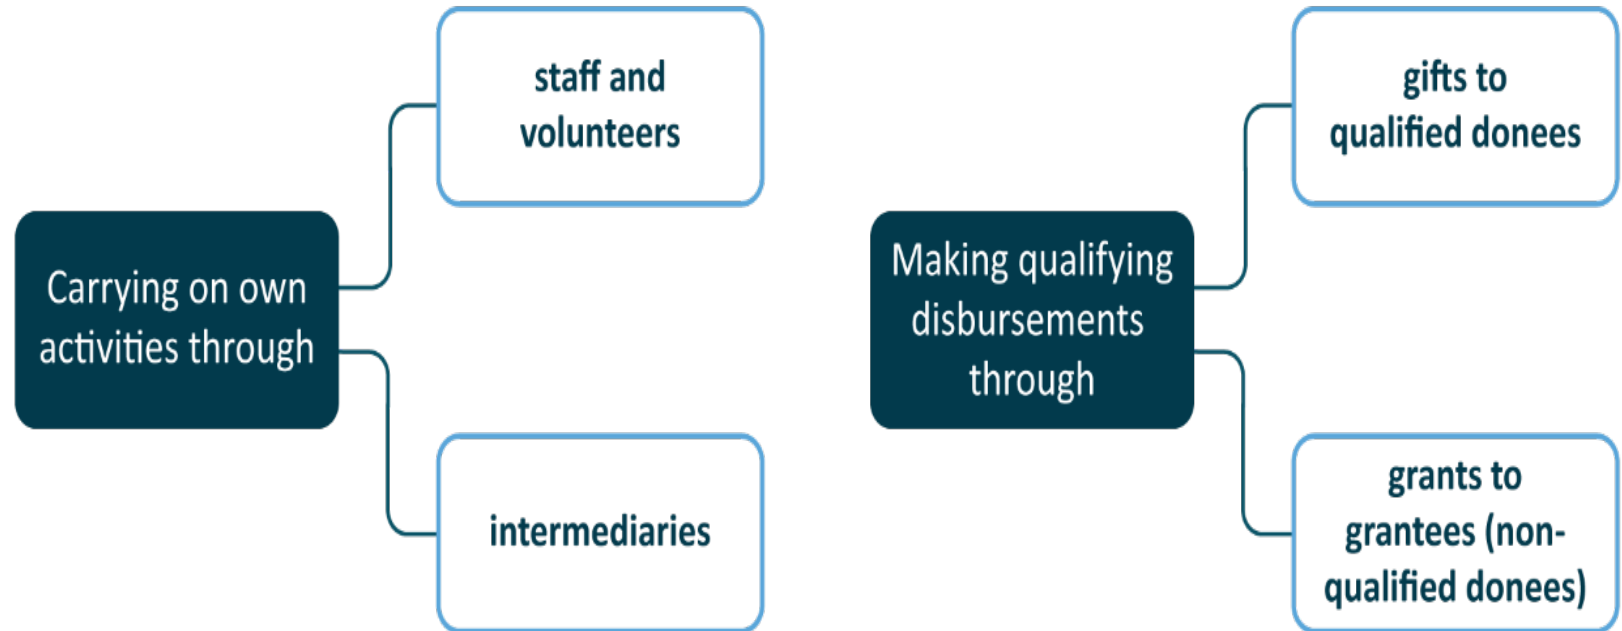 Carrying on own
activities through
staff and
volunteers
intermediaries
Making qualifying
disbursements
through
gifts to
qualified donees
grants to
grantees (non-
qualified donees)